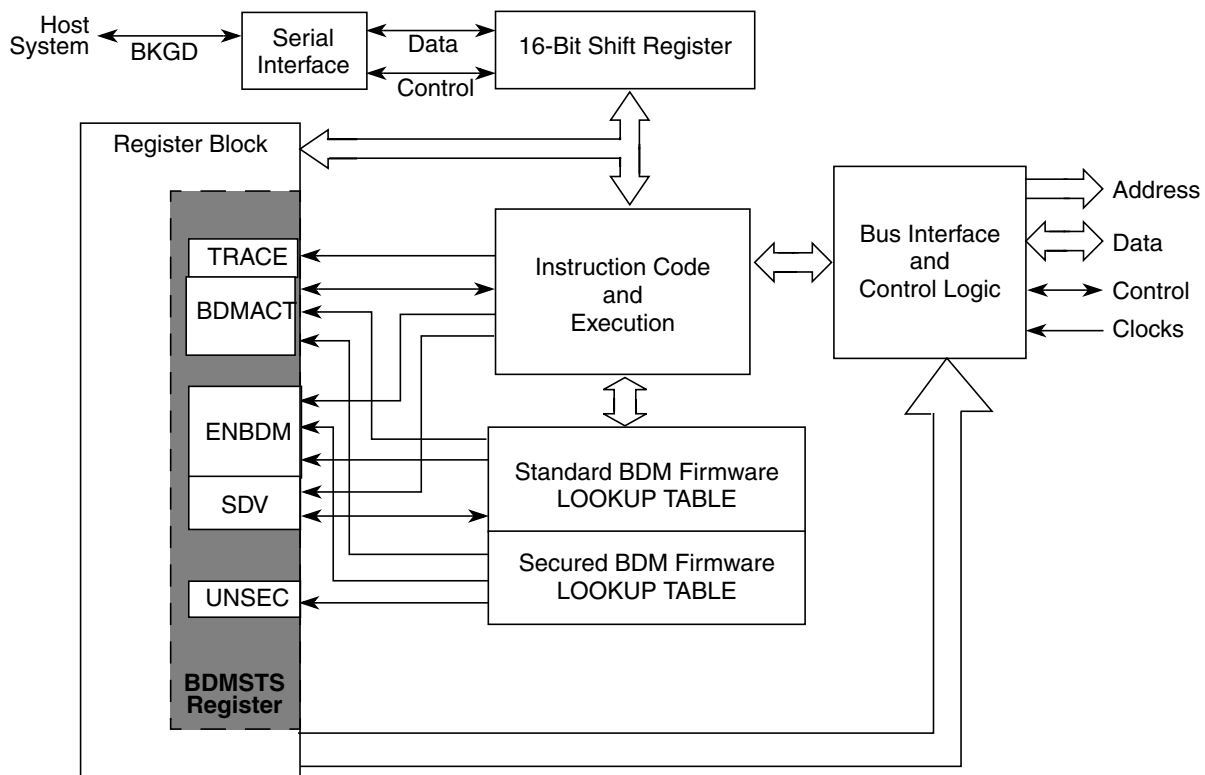 Host
System
BKGD
Serial
Interface
Data
Control
16-Bit Shift Register
Register Block
TRACE
BDMACT
ENBDM
SDV
UNSEC
BDMSTS
Register
Instruction Code
and
Execution
Standard BDM Firmware
LOOKUP TABLE
Secured BDM Firmware
LOOKUP TABLE
Bus Interface
and
Control Logic
Address
Data
Control
Clocks